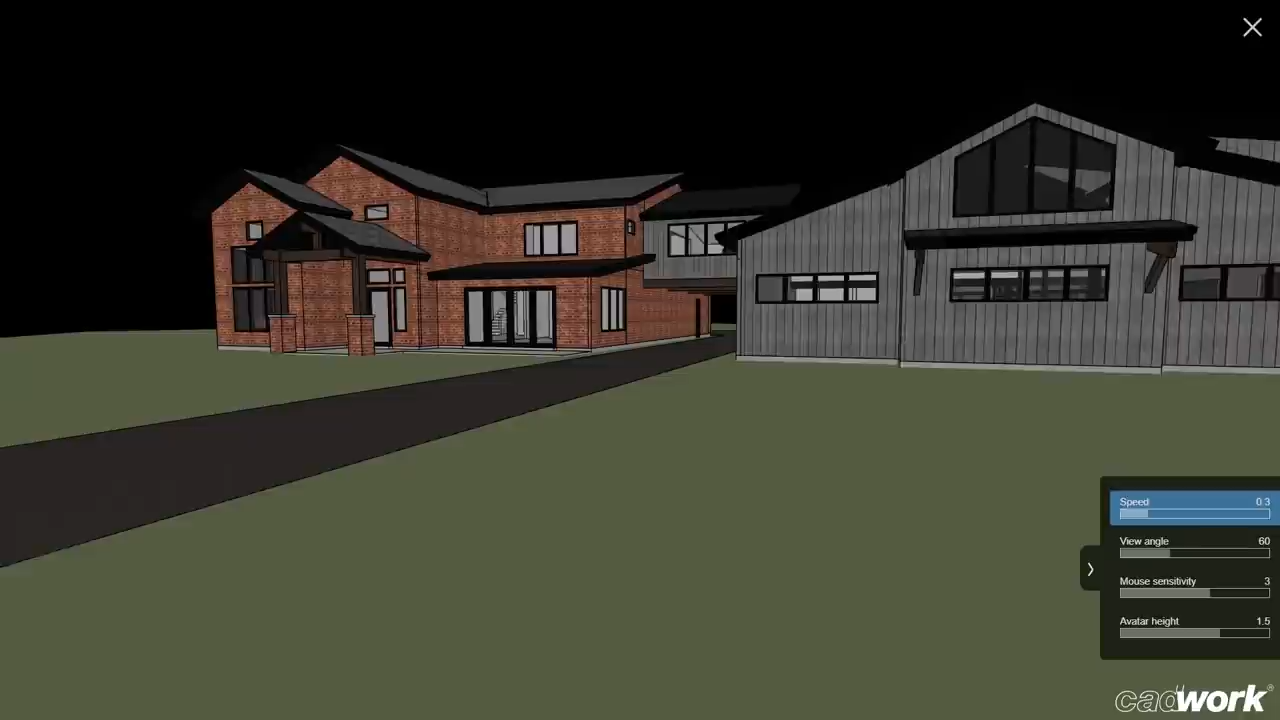 Speed 0.3
View angle 60
Mouse sensitivity 3
Avatar height 1.5
cadwork®